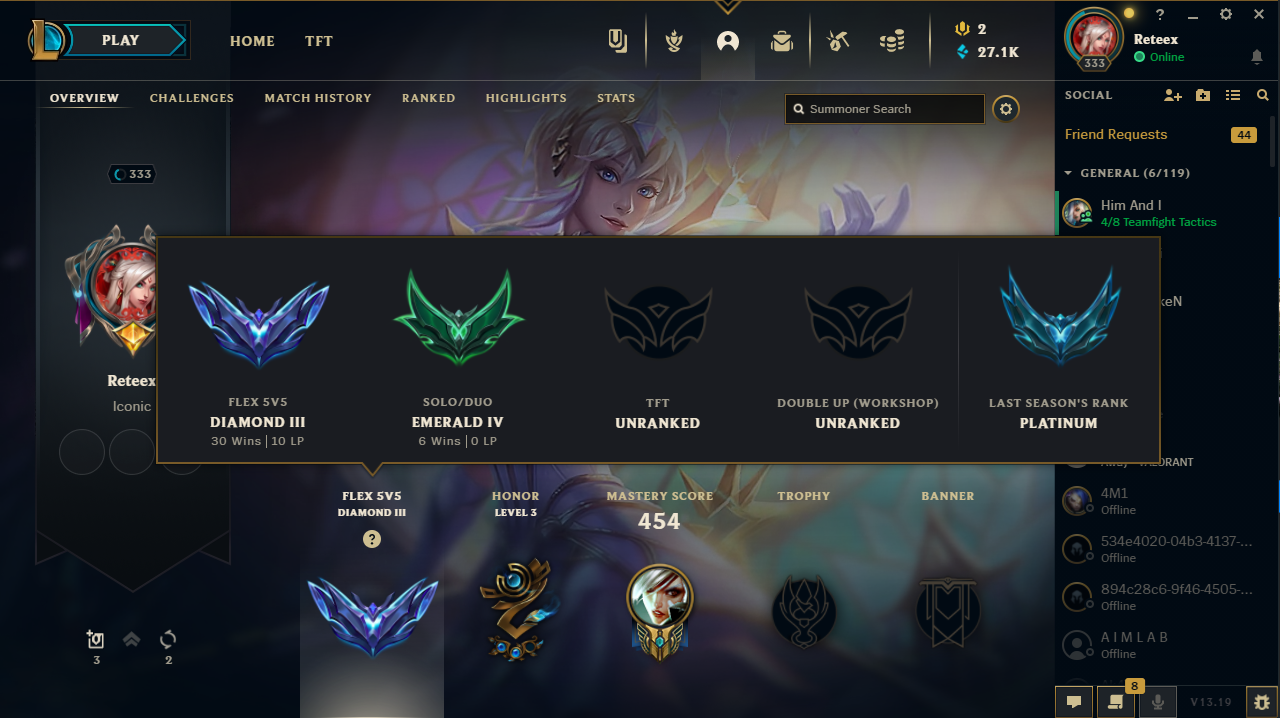 PLAY
HOME
TFT
2
27.1K
?
333
Reteex
Online
OVERVIEW
CHALLENGES
MATCH HISTORY
RANKED
HIGHLIGHTS
STATS
Summoner Search
SOCIAL
Friend Requests
44
GENERAL (6/119)
Him And I
4/8 Teamfight Tactics
333
keN
Reteex
Iconic
FLEX 5V5
DIAMOND III
30 Wins | 10 LP
SOLO/DUO
EMERALD IV
6 Wins | 0 LP
TFT
UNRANKED
DOUBLE UP (WORKSHOP)
UNRANKED
LAST SEASON'S RANK
PLATINUM
FLEX 5V5
DIAMOND III
?
HONOR
LEVEL 3
MASTERY SCORE
454
TROPHY
BANNER
4M1
Offline
534e4020-04b3-4137-...
Offline
894c28c6-9f46-4505-...
Offline
A I M L A B
Offline
3
2
8
V13.19